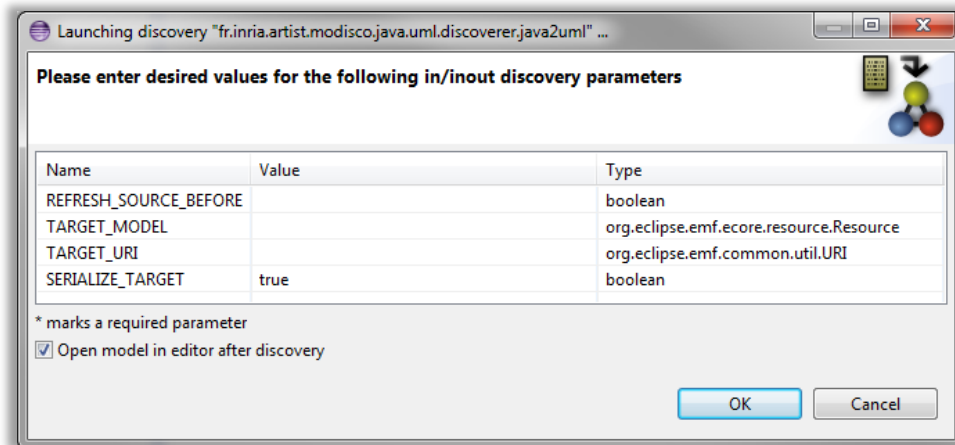 Launching discovery "fr.inria.artist.modisco.java.uml.discoverer.java2uml" ...
Please enter desired values for the following in/inout discovery parameters
Name Value Type
REFRESH_SOURCE_BEFORE boolean
TARGET_MODEL org.eclipse.emf.ecore.resource.Resource
TARGET_URI org.eclipse.emf.common.util.URI
SERIALIZE_TARGET true boolean
* marks a required parameter
Open model in editor after discovery
OK Cancel